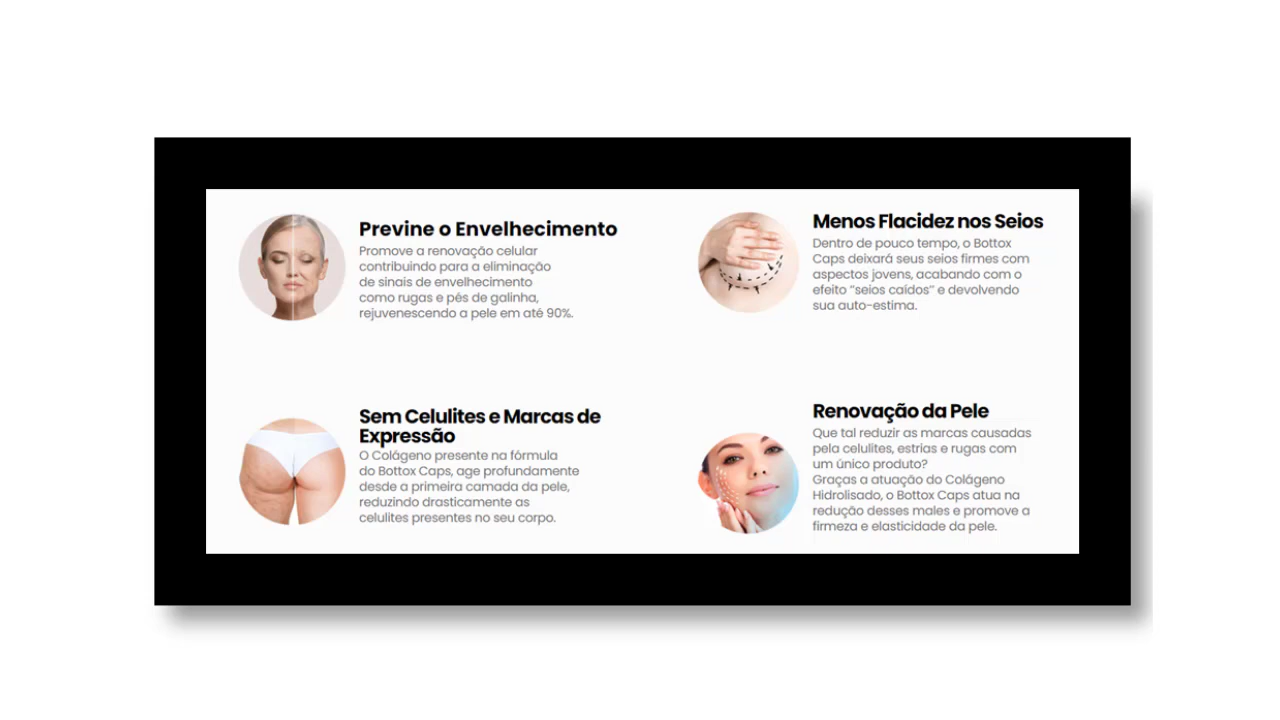 Previne o Envelhecimento
Promove a renovação celular
contribuindo para a eliminação
de sinais de envelhecimento
como rugas e pés de galinha,
rejuvenescendo a pele em até 90%.
Menos Flacidez nos Seios
Dentro de pouco tempo, o Bottox
Caps deixará seus seios firmes com
aspectos jovens, acabando com o
efeito “seios caídos” e devolvendo
sua auto-estima.
Sem Celulites e Marcas de
Expressão
O Colágeno presente na fórmula
do Bottox Caps, age profundamente
desde a primeira camada da pele,
reduzindo drasticamente as
celulites presentes no seu corpo.
Renovação da Pele
Que tal reduzir as marcas causadas
pela celulites, estrias e rugas com
um único produto?
Graças a atuação do Colágeno
Hidrolisado, o Bottox Caps atua na
redução desses males e promove a
firmeza e elasticidade da pele.